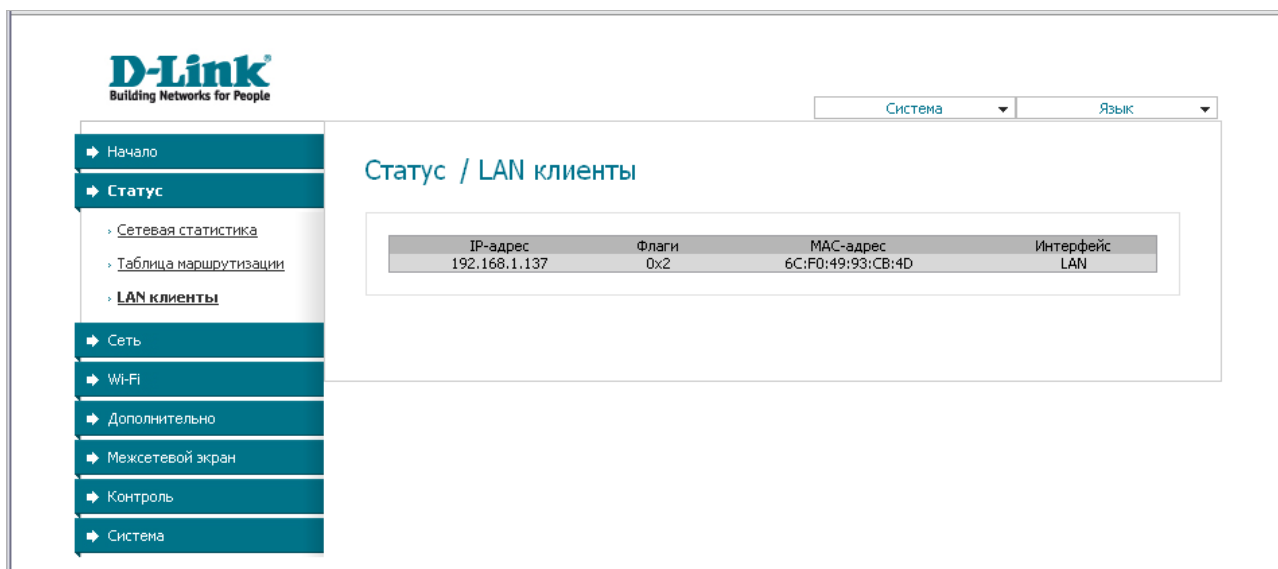 D-Link
Building Networks for People
Система
Язык
Начало
Статус
Сетевая статистика
Таблица маршрутизации
LAN клиенты
Сеть
Wi-Fi
Дополнительно
Межсетевой экран
Контроль
Система
Статус / LAN клиенты
IP-адрес Флаги MAC-адрес Интерфейс
192.168.1.137 0x2 6C:F0:49:93:CB:4D LAN